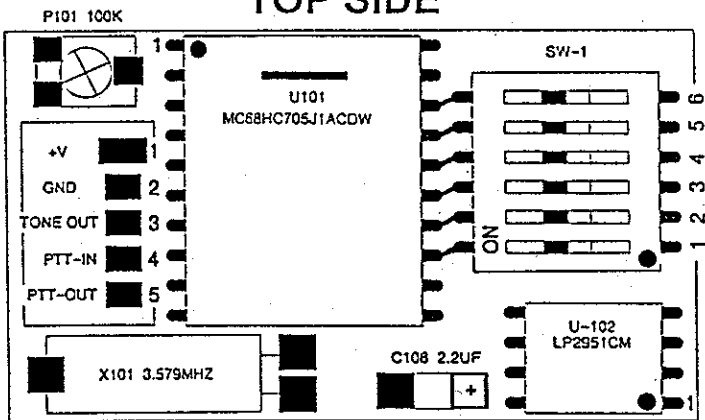 TOP SIDE
P101 100K
1
U101
MC68HC705J1ACDW
SW-1
6
5
4
3
2
1
ON
+V 1
GND 2
TONE OUT 3
PTT-IN 4
PTT-OUT 5
X101 3.579MHZ
C106 2.2UF
+
U-102
LP2951CM
1